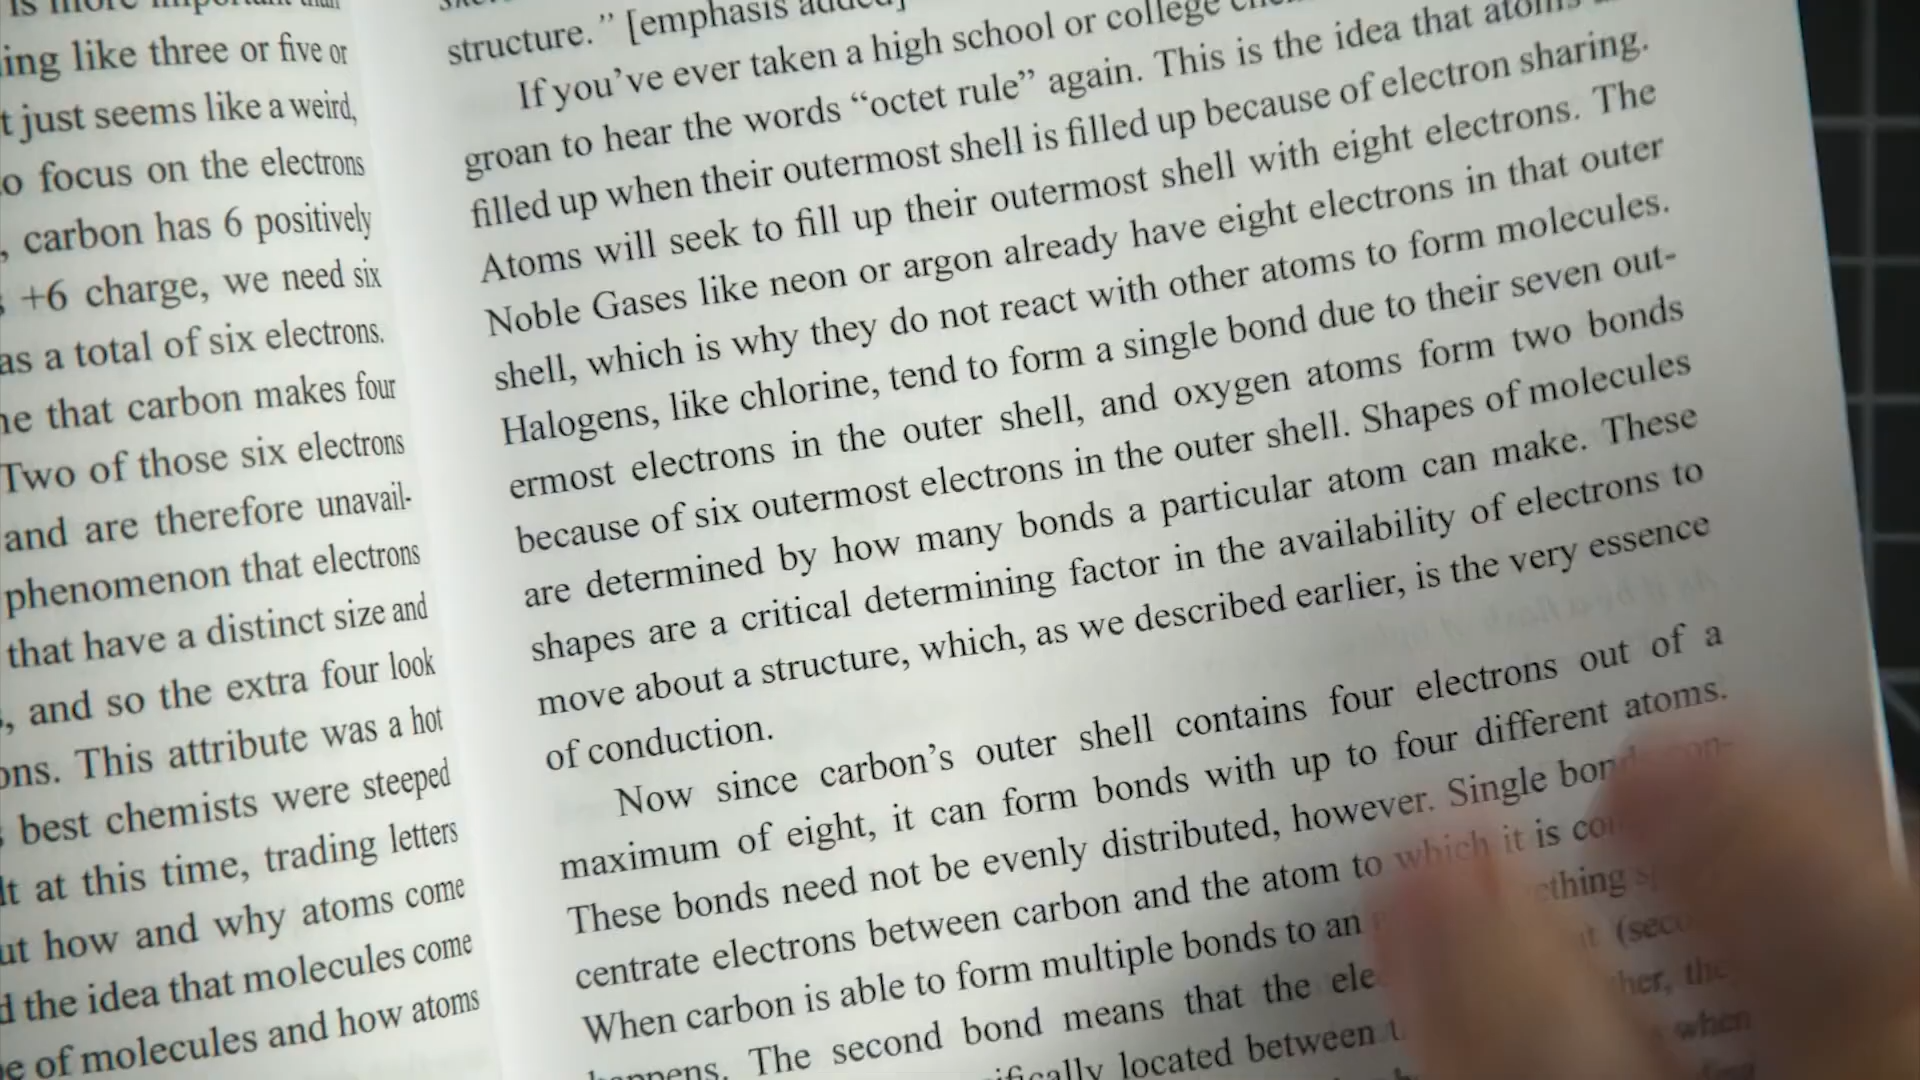 is more important than
ing like three or five or
t just seems like a weird,
o focus on the electrons
, carbon has 6 positively
+6 charge, we need six
as a total of six electrons.
ne that carbon makes four
Two of those six electrons
and are therefore unavail-
phenomenon that electrons
that have a distinct size and
, and so the extra four look
ons. This attribute was a hot
best chemists were steeped
lt at this time, trading letters
ut how and why atoms come
d the idea that molecules come
e of molecules and how atoms
structure.” [emphasis added]
If you’ve ever taken a high school or college
groan to hear the words “octet rule” again. This is the idea that atoms
filled up when their outermost shell is filled up because of electron sharing.
Atoms will seek to fill up their outermost shell with eight electrons. The
Noble Gases like neon or argon already have eight electrons in that outer
shell, which is why they do not react with other atoms to form molecules.
Halogens, like chlorine, tend to form a single bond due to their seven out-
ermost electrons in the outer shell, and oxygen atoms form two bonds
because of six outermost electrons in the outer shell. Shapes of molecules
are determined by how many bonds a particular atom can make. These
shapes are a critical determining factor in the availability of electrons to
move about a structure, which, as we described earlier, is the very essence
of conduction.
Now since carbon’s outer shell contains four electrons out of a
maximum of eight, it can form bonds with up to four different atoms.
These bonds need not be evenly distributed, however. Single bonds con-
centrate electrons between carbon and the atom to which it is
When carbon is able to form multiple bonds to an
happens. The second bond means that the
located between
when